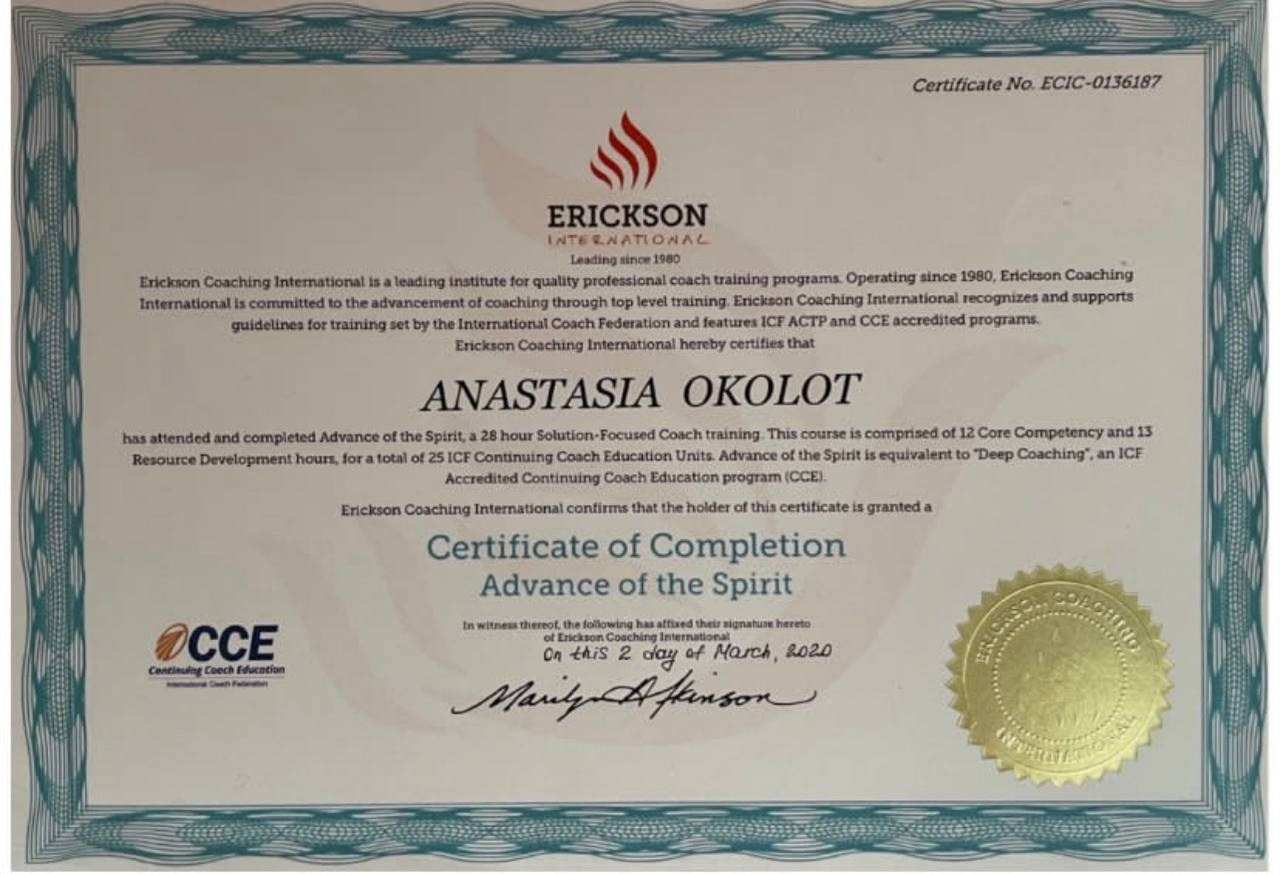 Certificate No. ECIC-0136187
ERICKSON
INTERNATIONAL
Leading since 1980
Erickson Coaching International is a leading institute for quality professional coach training programs. Operating since 1980, Erickson Coaching
International is committed to the advancement of coaching through top level training. Erickson Coaching International recognizes and supports
guidelines for training set by the International Coach Federation and features ICF ACTP and CCE accredited programs.
Erickson Coaching International hereby certifies that
ANASTASIA OKOLOT
has attended and completed Advance of the Spirit, a 28 hour Solution-Focused Coach training. This course is comprised of 12 Core Competency and 13
Resource Development hours, for a total of 25 ICF Continuing Coach Education Units. Advance of the Spirit is equivalent to "Deep Coaching", an ICF
Accredited Continuing Coach Education program (CCE).
Erickson Coaching International confirms that the holder of this certificate is granted a
Certificate of Completion
Advance of the Spirit
In witness thereof, the following has affixed their signature hereto
of Erickson Coaching International
On this 2 day of March, 2020
Marilyn Atkinson
CCE
Continuing Coach Education
International Coach Federation
ERICKSON COACHING
INTERNATIONAL